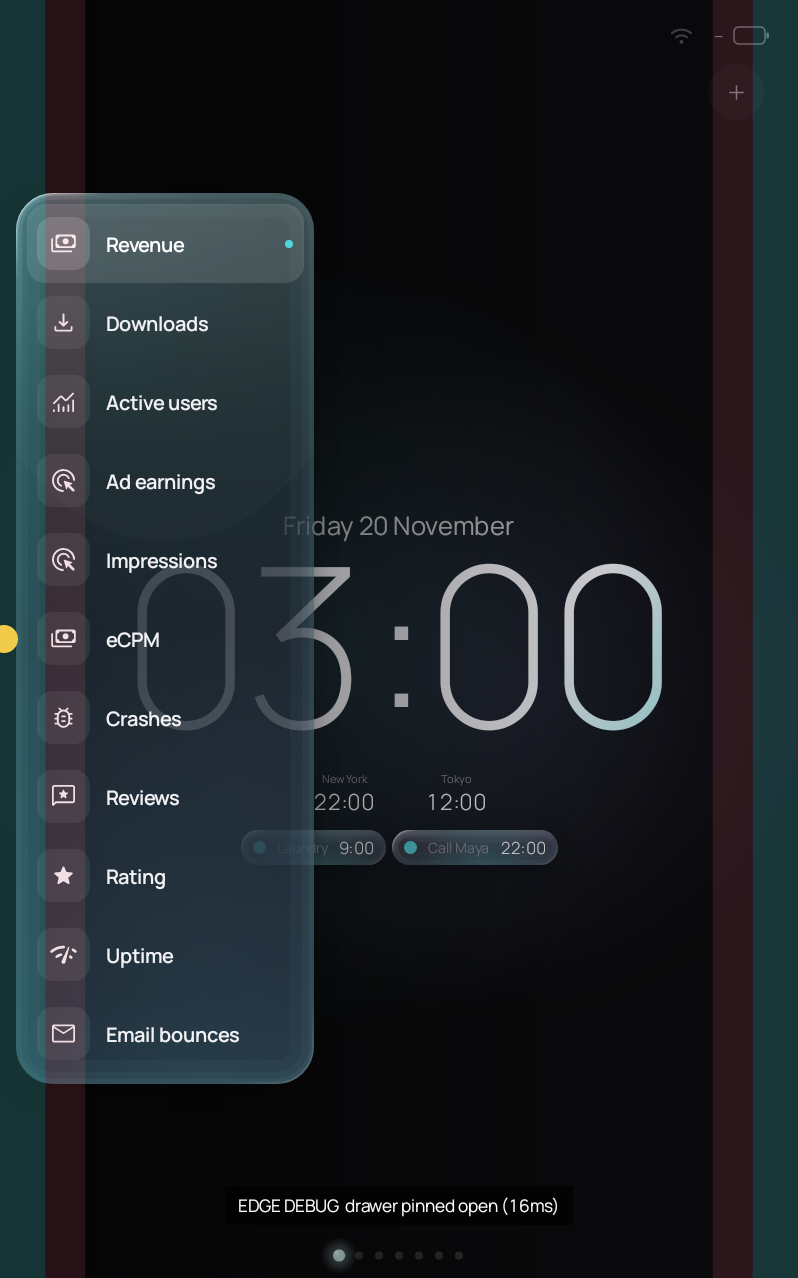 Revenue
Downloads
Active users
Ad earnings
Impressions
eCPM
Crashes
Reviews
Rating
Uptime
Email bounces
Friday 20 November
03:00
New York
22:00
Tokyo
12:00
Laundry 9:00
Call Maya 22:00
EDGE DEBUG drawer pinned open (16ms)